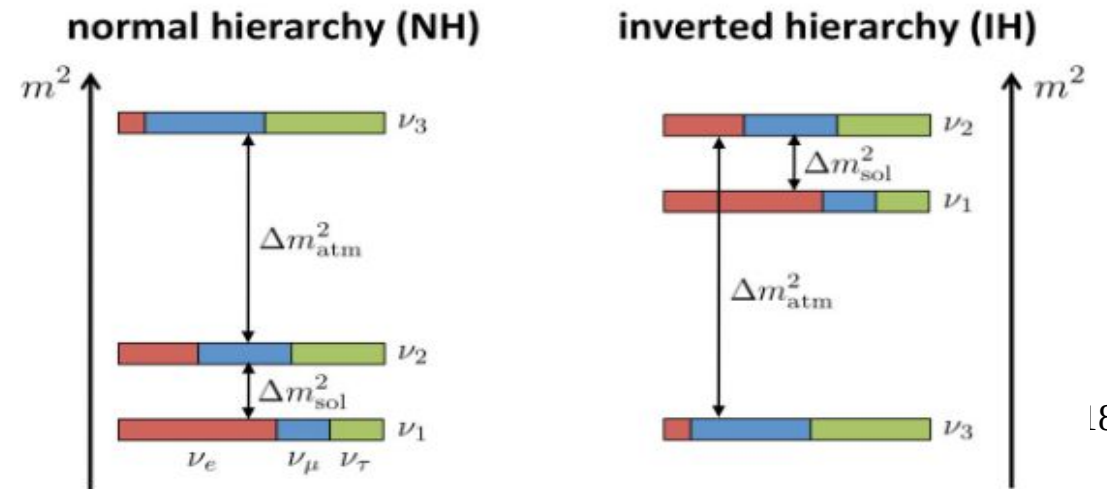 normal hierarchy (NH)
inverted hierarchy (IH)
m²
ν₃
Δm²atm
ν₂
Δm²sol
ν₁
νe νμ ντ
m²
ν₂
Δm²sol
ν₁
Δm²atm
ν₃
18